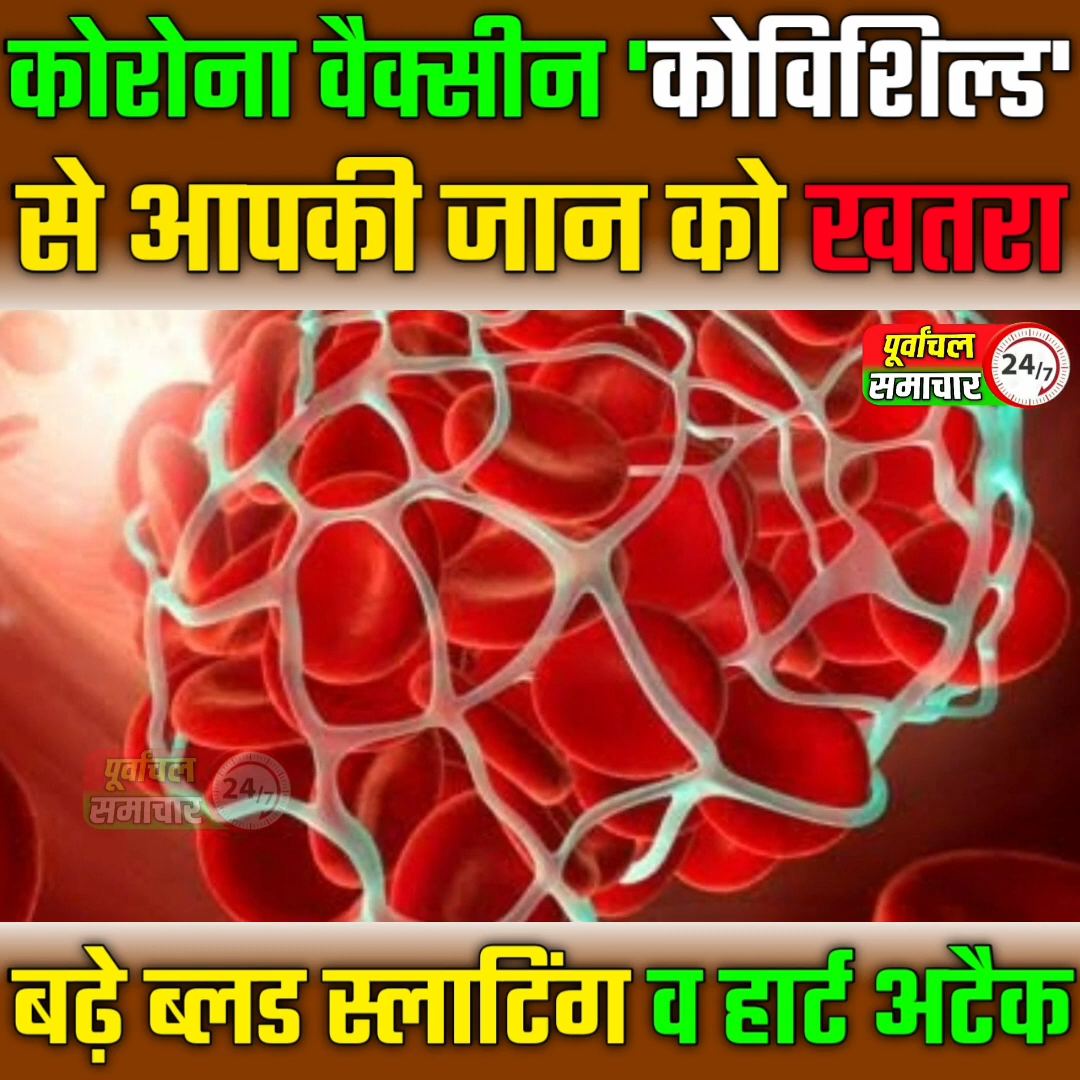 कोरोना वैक्सीन 'कोविशिल्ड'
से आपकी जान को खतरा
पूर्वांचल
समाचार
24/7
पूर्वांचल
समाचार
24/7
बढ़े ब्लड स्लाटिंग व हार्ट अटैक